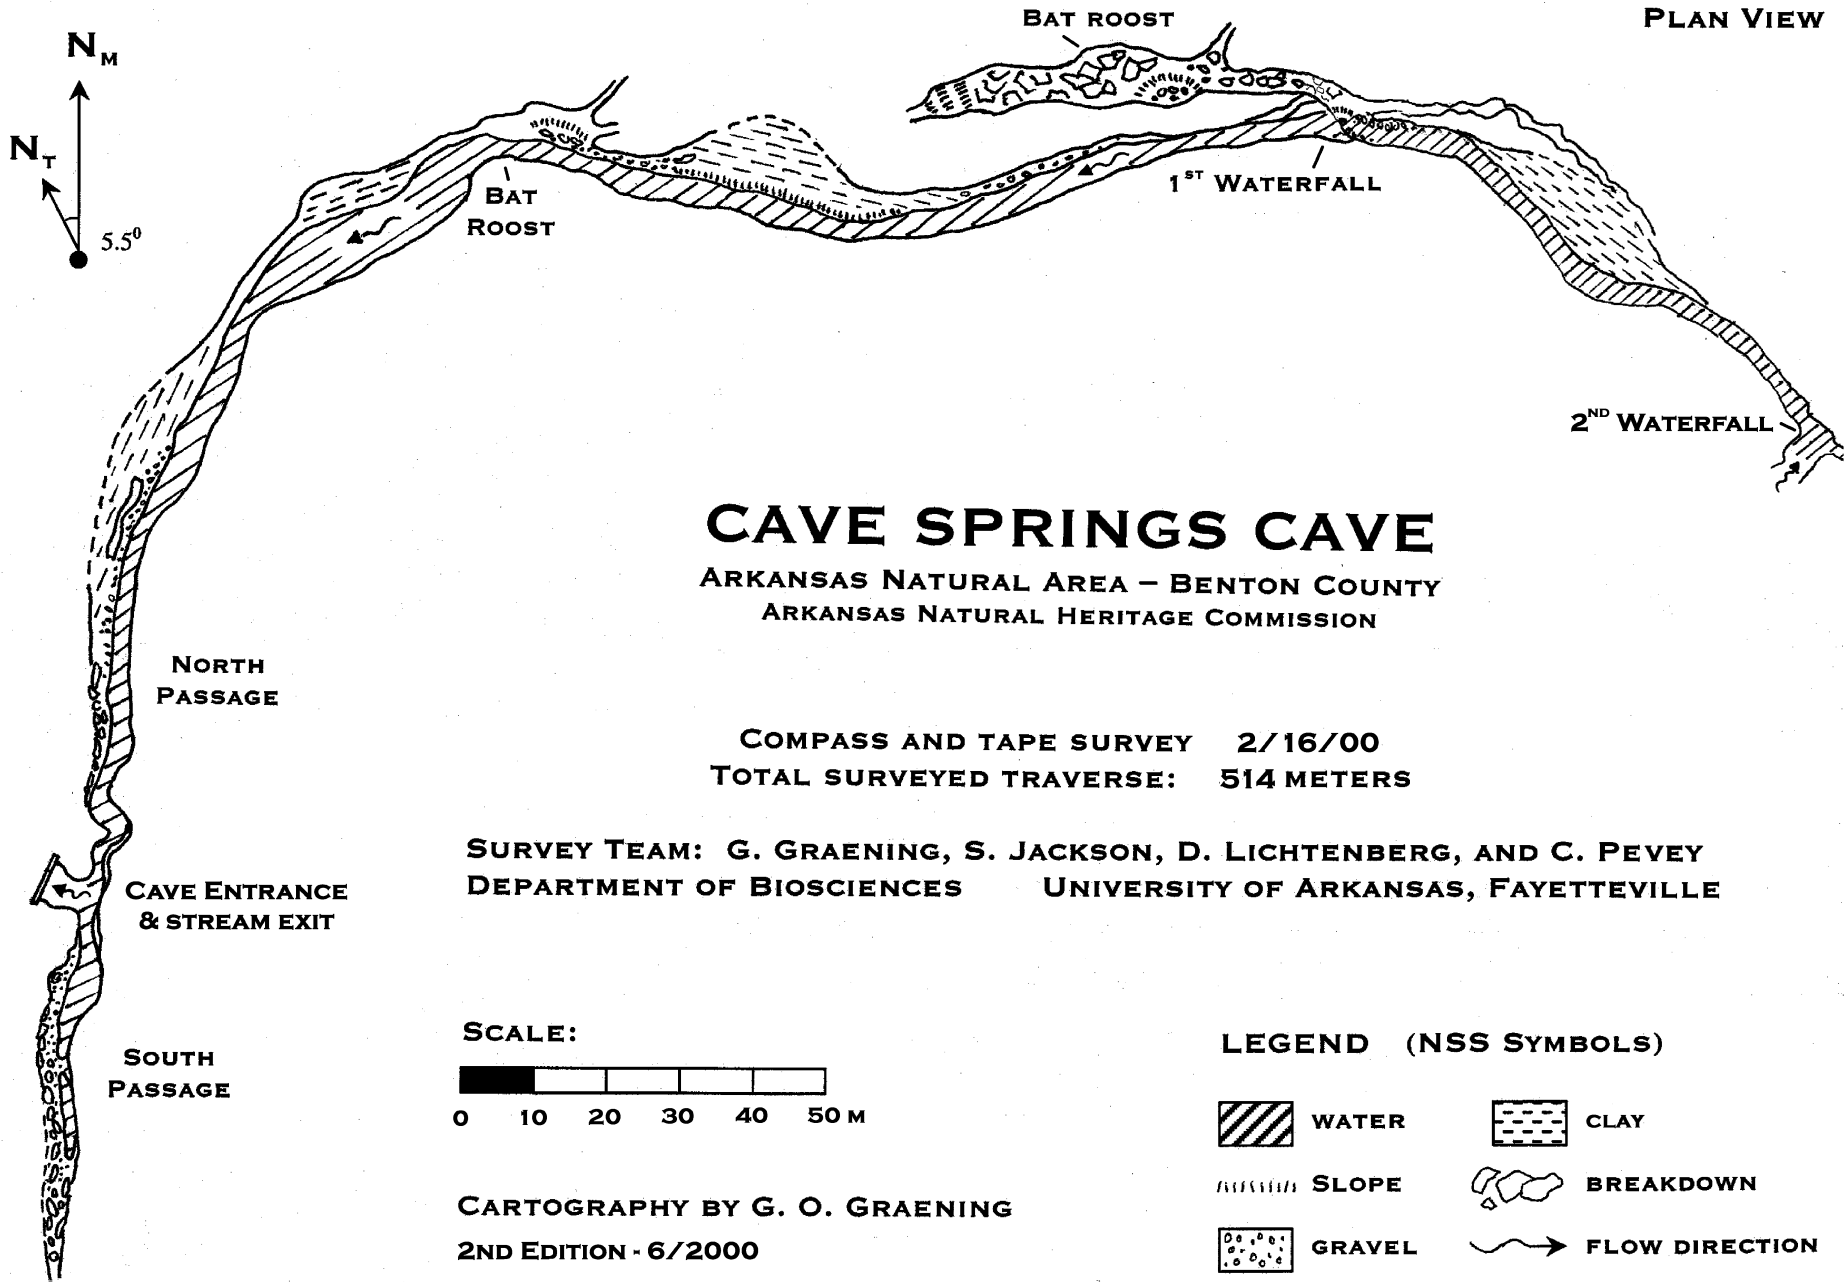 BAT ROOST
PLAN VIEW
N M
N T
5.5⁰
BAT
ROOST
1ST WATERFALL
2ND WATERFALL
CAVE SPRINGS CAVE
ARKANSAS NATURAL AREA – BENTON COUNTY
ARKANSAS NATURAL HERITAGE COMMISSION
NORTH
PASSAGE
COMPASS AND TAPE SURVEY 2/16/00
TOTAL SURVEYED TRAVERSE: 514 METERS
SURVEY TEAM: G. GRAENING, S. JACKSON, D. LICHTENBERG, AND C. PEVEY
DEPARTMENT OF BIOSCIENCES UNIVERSITY OF ARKANSAS, FAYETTEVILLE
CAVE ENTRANCE
& STREAM EXIT
SOUTH
PASSAGE
SCALE:
0 10 20 30 40 50 M
CARTOGRAPHY BY G. O. GRAENING
2ND EDITION - 6/2000
LEGEND (NSS SYMBOLS)
WATER CLAY
SLOPE BREAKDOWN
GRAVEL FLOW DIRECTION